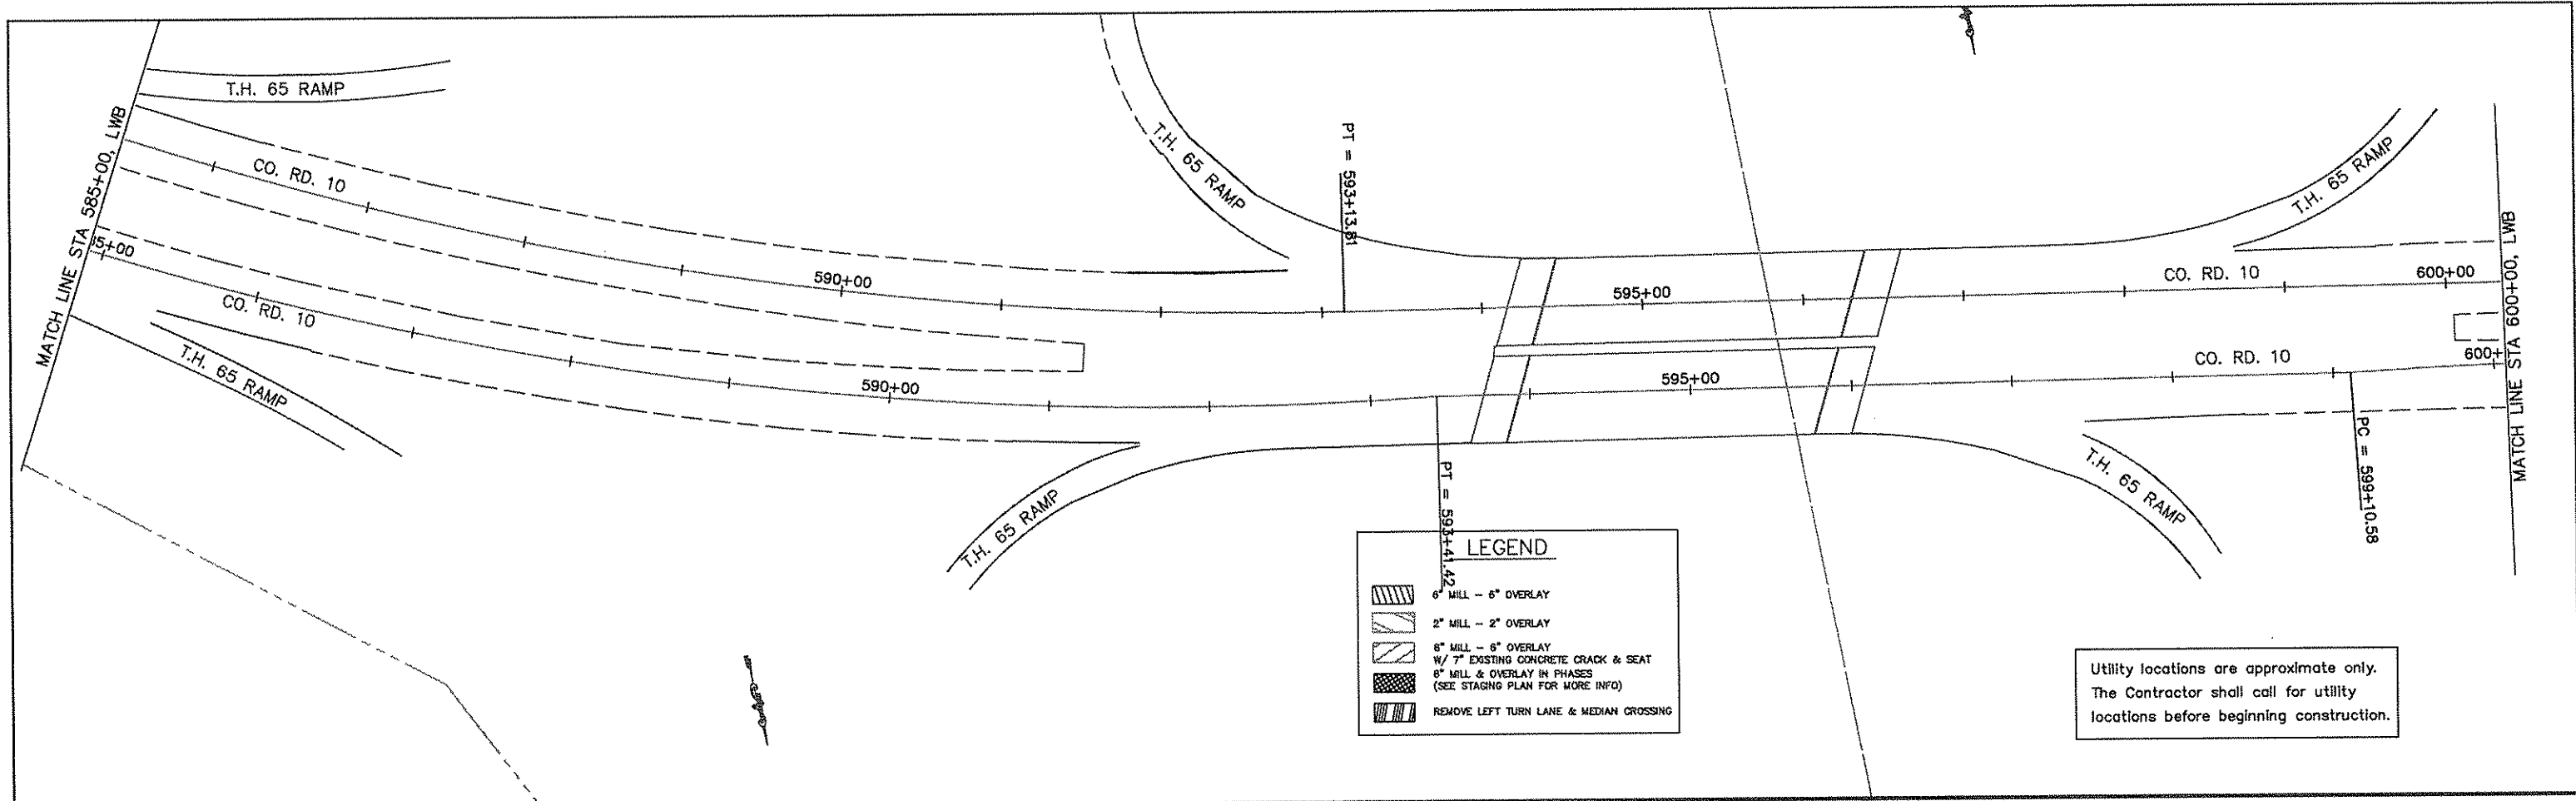 MATCH LINE STA 585+00, LWB
T.H. 65 RAMP
CO. RD. 10
35+00
CO. RD. 10
T.H. 65 RAMP
590+00
590+00
T.H. 65 RAMP
T.H. 65 RAMP
PT = 593+13.81
PT = 593+41.42
595+00
595+00
T.H. 65 RAMP
CO. RD. 10
600+00
CO. RD. 10
600+
T.H. 65 RAMP
PC = 599+10.58
MATCH LINE STA 600+00, LWB
LEGEND
6" MILL - 6" OVERLAY
2" MILL - 2" OVERLAY
6" MILL - 6" OVERLAY
W/ 7" EXISTING CONCRETE CRACK & SEAT
6" MILL & OVERLAY IN PHASES
(SEE STAGING PLAN FOR MORE INFO)
REMOVE LEFT TURN LANE & MEDIAN CROSSING
Utility locations are approximate only.
The Contractor shall call for utility
locations before beginning construction.